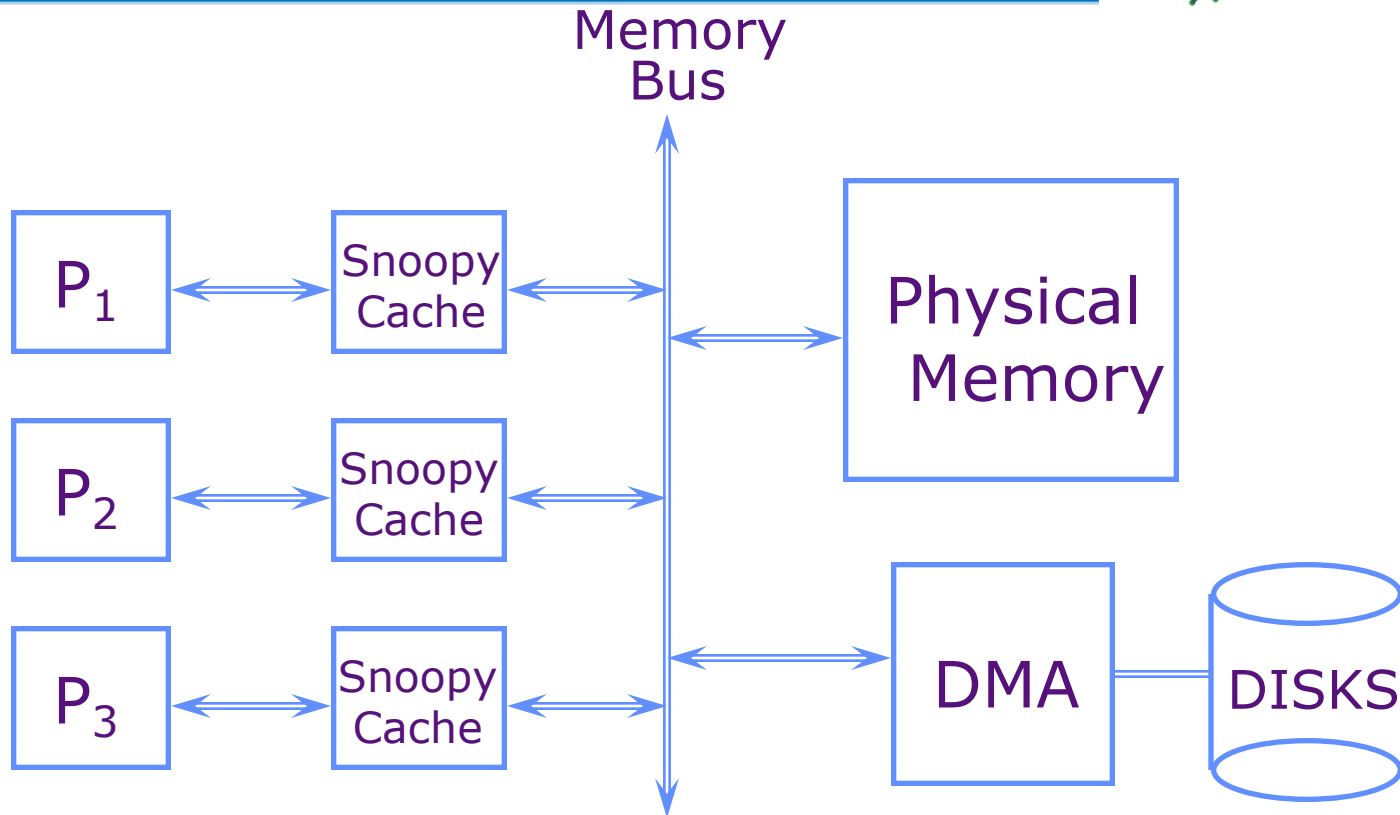 Memory
Bus
P₁
Snoopy
Cache
Physical
Memory
P₂
Snoopy
Cache
P₃
Snoopy
Cache
DMA
DISKS